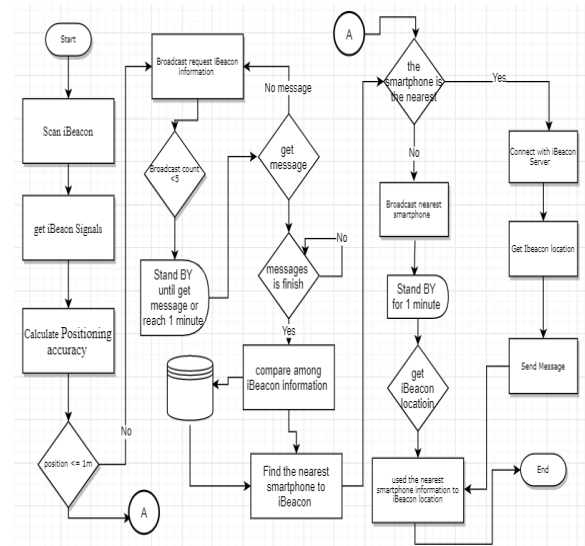 Start
Scan iBeacon
get iBeaon Signals
Calculate Positioning
accuracy
position <= 1m
No
A
Broadcast request iBeacon
information
Broadcast count
<5
Stand BY
until get
message or
reach 1 minute
No message
get
message
messages
is finish
No
Yes
compare among
iBeacon information
Find the nearest
smartphone to
iBeacon
A
the
smartphone is
the nearest
Yes
No
Broadcast nearest
smartphone
Stand BY
for 1 minute
get
iBeacon
locatioin
used the nearest
smartphone information to
iBeacon location
Connect with iBeacon
Server
Get Ibeacon location
Send Message
End